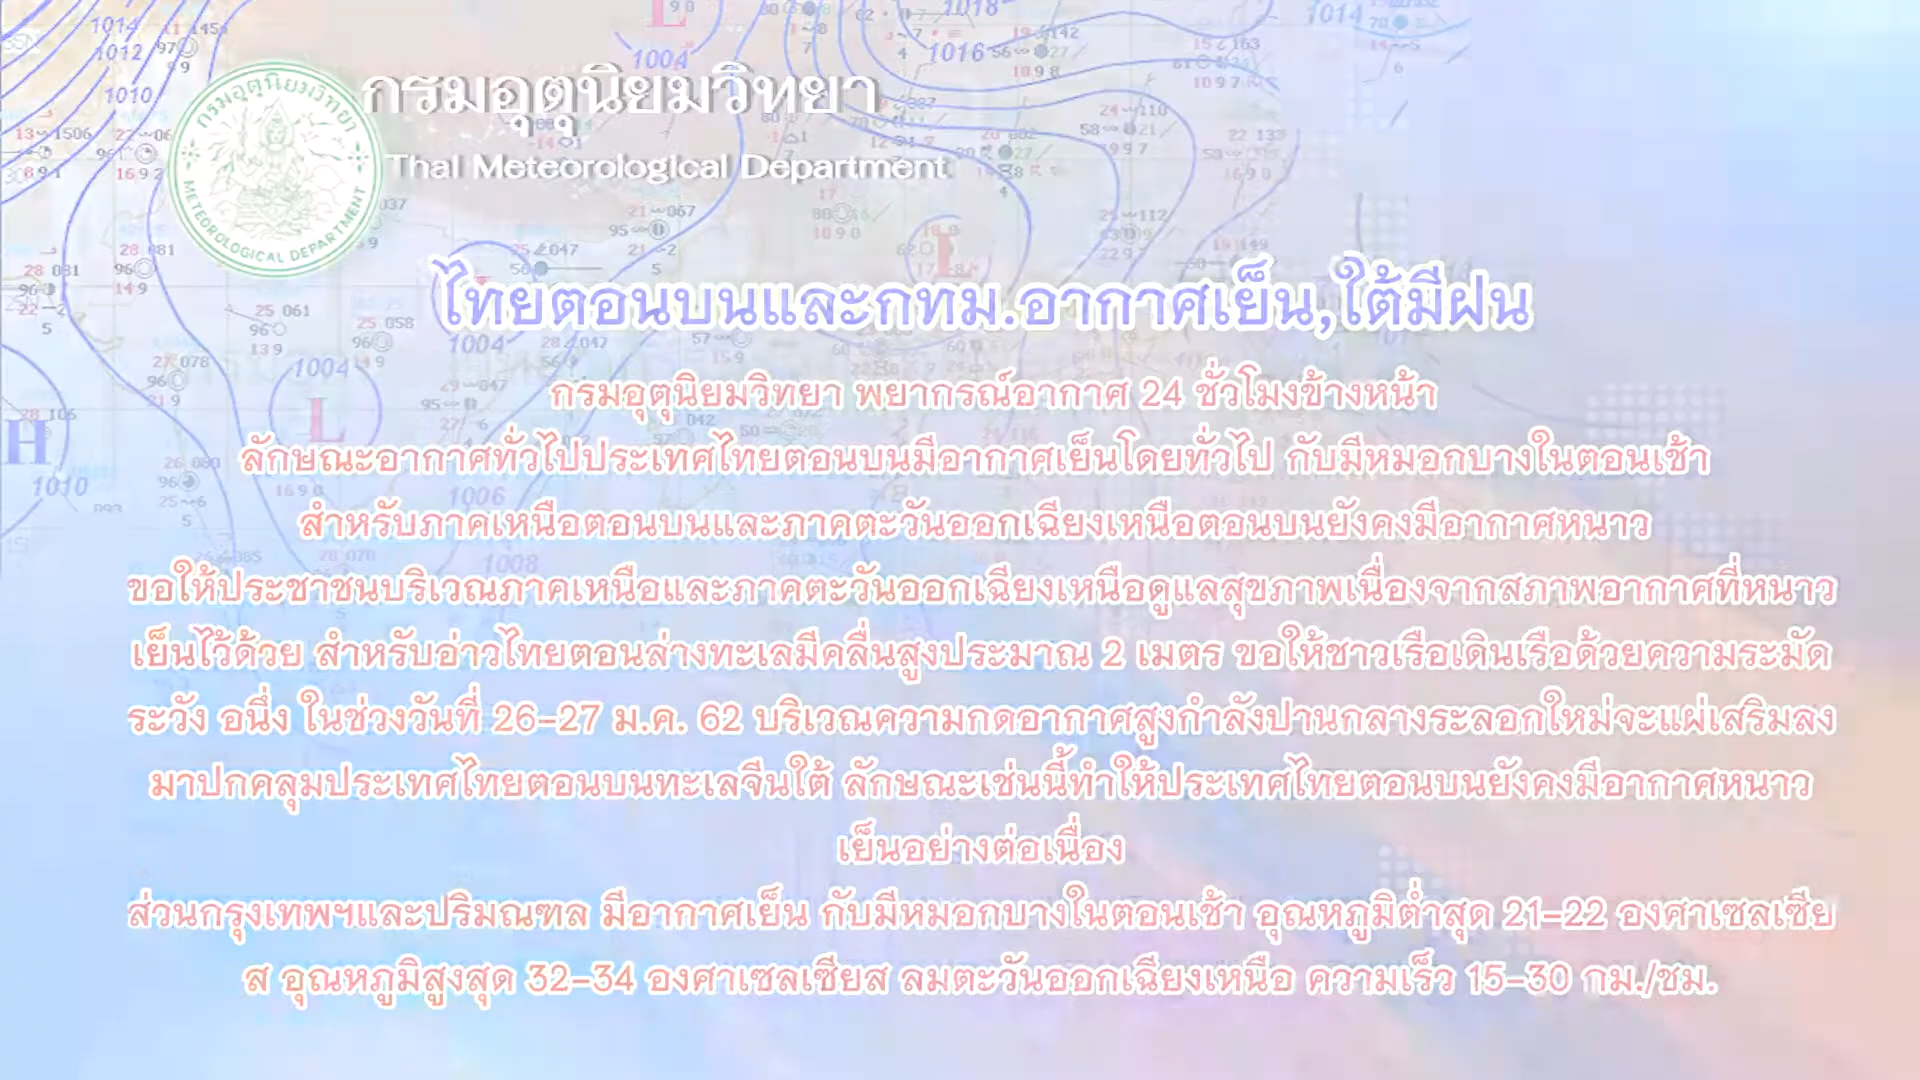 กรมอุตุนิยมวิทยา
Thai Meteorological Department
กรมอุตุนิยมวิทยา
METEOROLOGICAL DEPARTMENT
ไทยตอนบนและกทม.อากาศเย็น,ใต้มีฝน
กรมอุตุนิยมวิทยา พยากรณ์อากาศ 24 ชั่วโมงข้างหน้า
ลักษณะอากาศทั่วไปประเทศไทยตอนบนมีอากาศเย็นโดยทั่วไป กับมีหมอกบางในตอนเช้า
สำหรับภาคเหนือตอนบนและภาคตะวันออกเฉียงเหนือตอนบนยังคงมีอากาศหนาว
ขอให้ประชาชนบริเวณภาคเหนือและภาคตะวันออกเฉียงเหนือดูแลสุขภาพเนื่องจากสภาพอากาศที่หนาว
เย็นไว้ด้วย สำหรับอ่าวไทยตอนล่างทะเลมีคลื่นสูงประมาณ 2 เมตร ขอให้ชาวเรือเดินเรือด้วยความระมัด
ระวัง อนึ่ง ในช่วงวันที่ 26-27 ม.ค. 62 บริเวณความกดอากาศสูงกำลังปานกลางระลอกใหม่จะแผ่เสริมลง
มาปกคลุมประเทศไทยตอนบนทะเลจีนใต้ ลักษณะเช่นนี้ทำให้ประเทศไทยตอนบนยังคงมีอากาศหนาว
เย็นอย่างต่อเนื่อง
ส่วนกรุงเทพฯและปริมณฑล มีอากาศเย็น กับมีหมอกบางในตอนเช้า อุณหภูมิต่ำสุด 21-22 องศาเซลเซีย
ส อุณหภูมิสูงสุด 32-34 องศาเซลเซียส ลมตะวันออกเฉียงเหนือ ความเร็ว 15-30 กม./ชม.